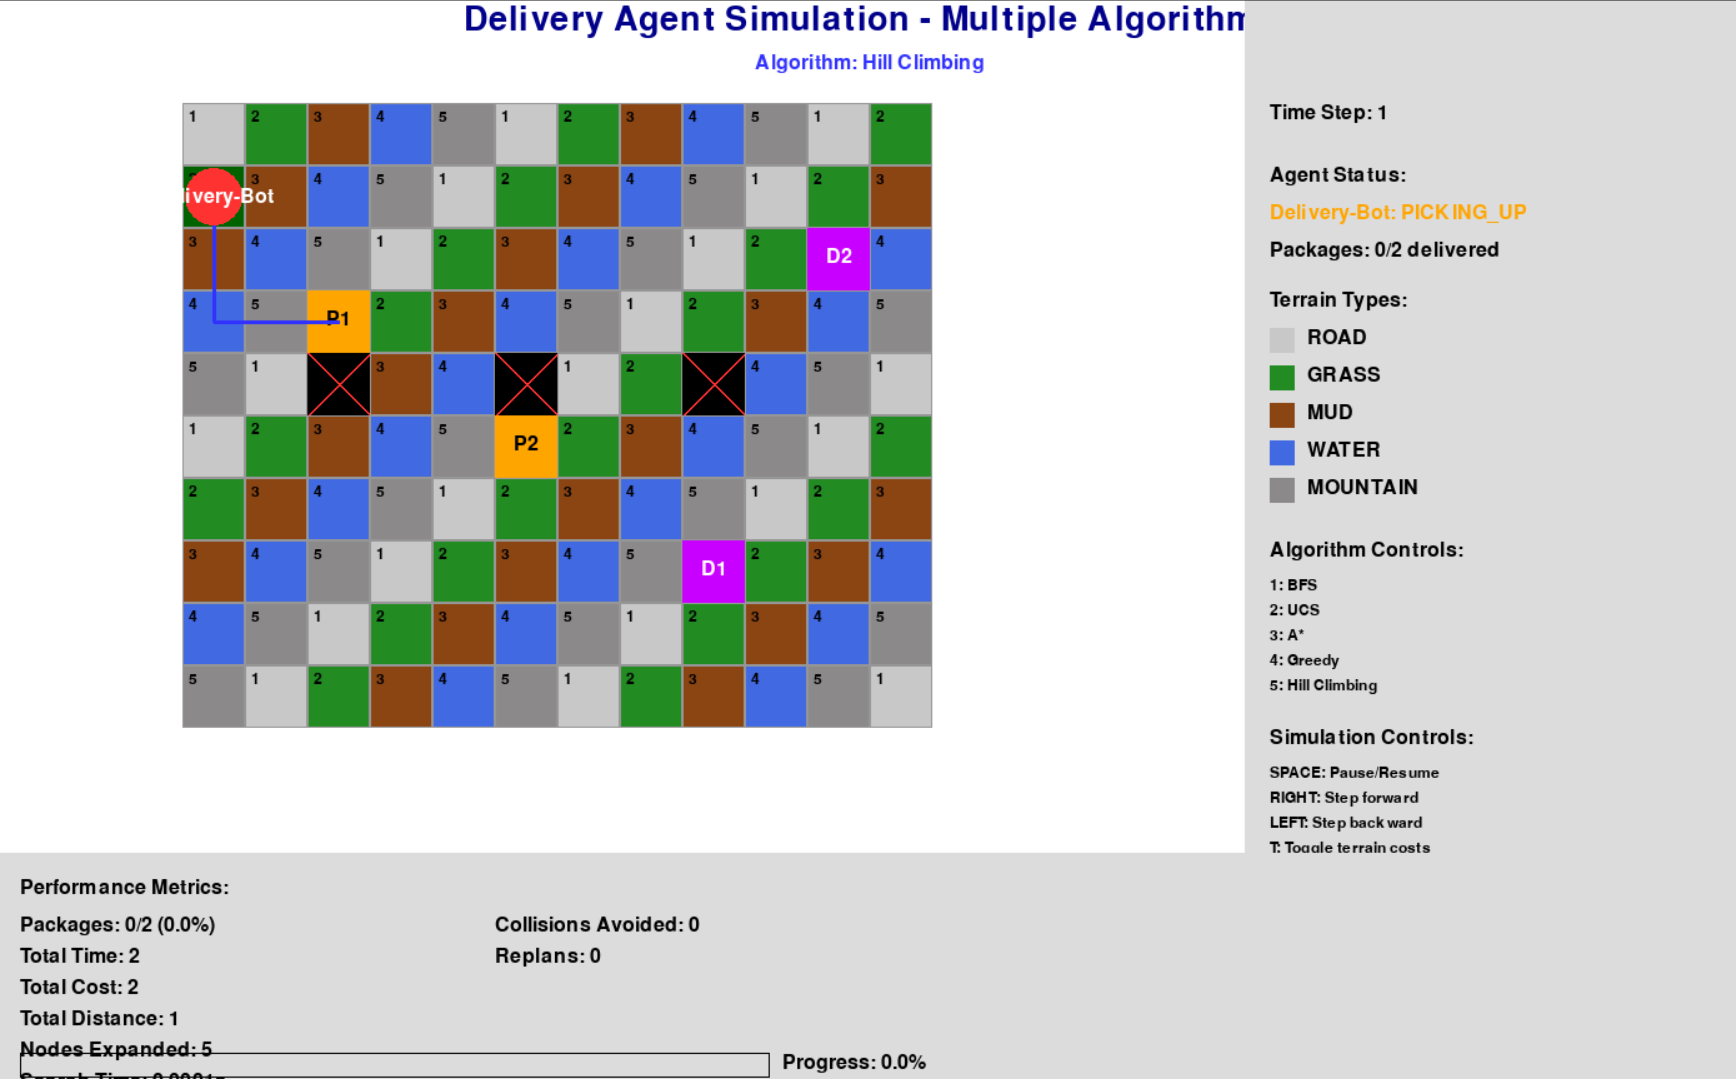 Delivery Agent Simulation - Multiple Algorithm
Algorithm: Hill Climbing
1 2 3 4 5 1 2 3 4 5 1 2
livery-Bot 3 4 5 1 2 3 4 5 1 2 3
3 4 5 1 2 3 4 5 1 2 D2 4
4 5 P1 2 3 4 5 1 2 3 4 5
5 1 3 4 1 2 4 5 1
1 2 3 4 5 P2 2 3 4 5 1 2
2 3 4 5 1 2 3 4 5 1 2 3
3 4 5 1 2 3 4 5 D1 2 3 4
4 5 1 2 3 4 5 1 2 3 4 5
5 1 2 3 4 5 1 2 3 4 5 1
Time Step: 1
Agent Status:
Delivery-Bot: PICKING_UP
Packages: 0/2 delivered
Terrain Types:
ROAD
GRASS
MUD
WATER
MOUNTAIN
Algorithm Controls:
1: BFS
2: UCS
3: A*
4: Greedy
5: Hill Climbing
Simulation Controls:
SPACE: Pause/Resume
RIGHT: Step forward
LEFT: Step backward
T: Toggle terrain costs
Performance Metrics:
Packages: 0/2 (0.0%)
Total Time: 2
Total Cost: 2
Total Distance: 1
Nodes Expanded: 5
Collisions Avoided: 0
Replans: 0
Progress: 0.0%